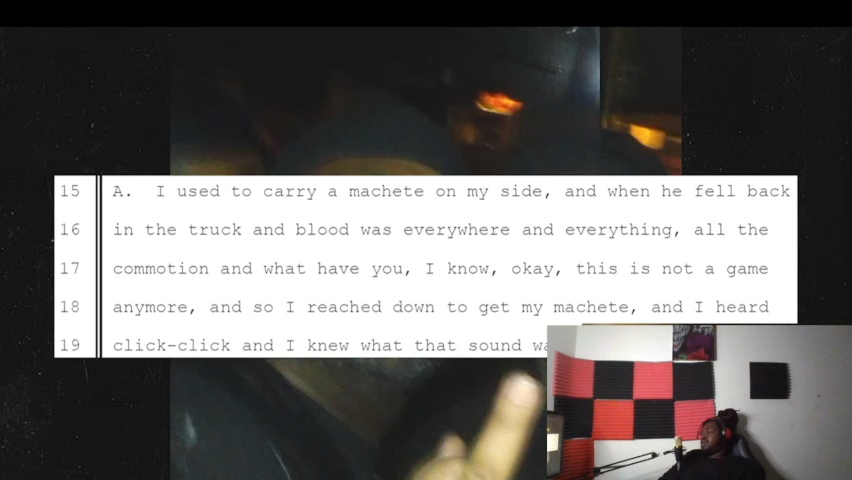 15 A. I used to carry a machete on my side, and when he fell back
16 in the truck and blood was everywhere and everything, all the
17 commotion and what have you, I know, okay, this is not a game
18 anymore, and so I reached down to get my machete, and I heard
19 click-click and I knew what that sound